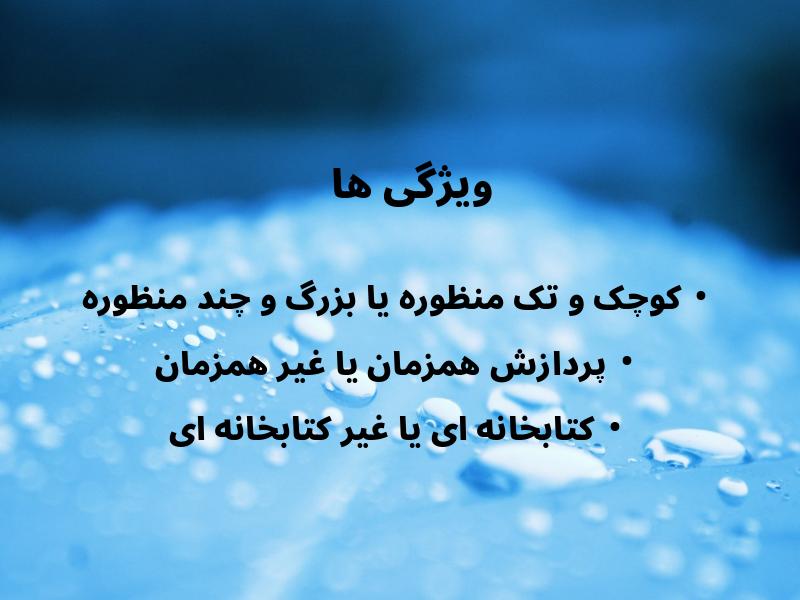 ویژگی ها
• کوچک و تک منظوره یا بزرگ و چند منظوره
• پردازش همزمان یا غیر همزمان
• کتابخانه ای یا غیر کتابخانه ای